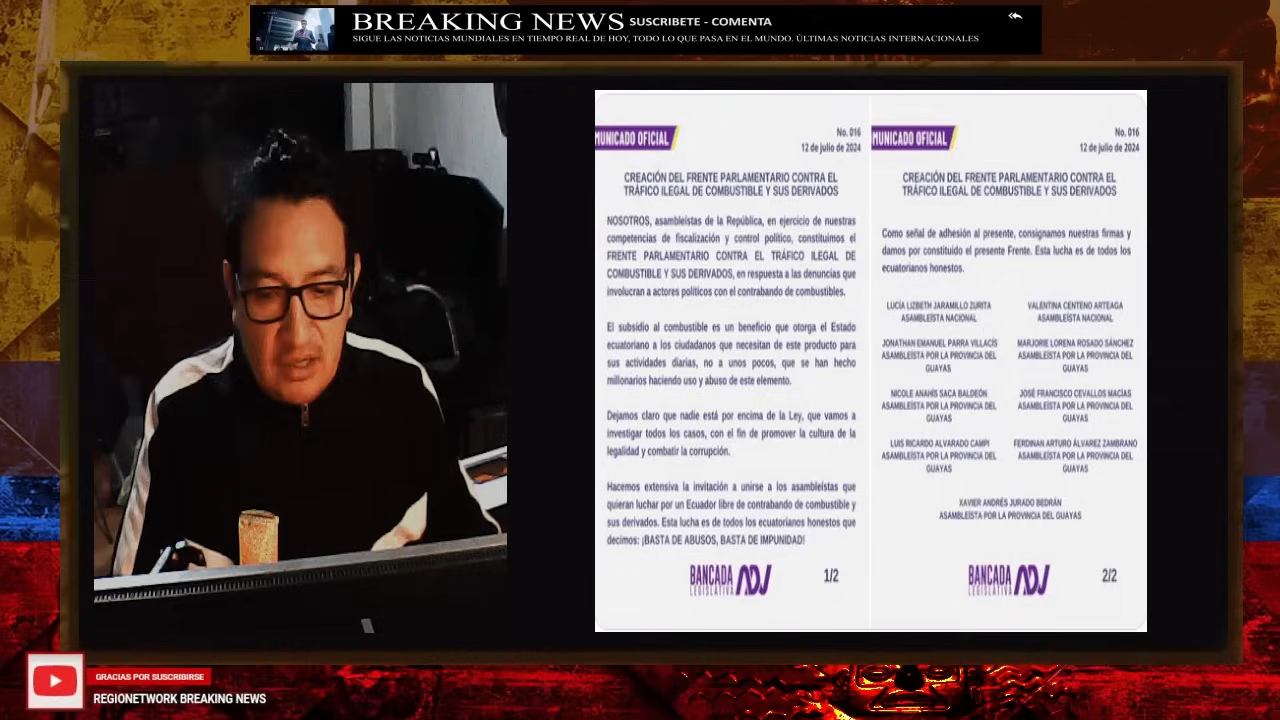 BREAKING NEWS SUSCRIBETE - COMENTA
SIGUE LAS NOTICIAS MUNDIALES EN TIEMPO REAL DE HOY, TODO LO QUE PASA EN EL MUNDO. ÚLTIMAS NOTICIAS INTERNACIONALES
MUNICADO OFICIAL
No. 016
12 de julio de 2024
CREACIÓN DEL FRENTE PARLAMENTARIO CONTRA EL
TRÁFICO ILEGAL DE COMBUSTIBLE Y SUS DERIVADOS
NOSOTROS, asambleístas de la República, en ejercicio de nuestras
competencias de fiscalización y control político, constituimos el
FRENTE PARLAMENTARIO CONTRA EL TRÁFICO ILEGAL DE
COMBUSTIBLE Y SUS DERIVADOS, en respuesta a las denuncias que
involucran a actores políticos con el contrabando de combustibles.
El subsidio al combustible es un beneficio que otorga el Estado
ecuatoriano a los ciudadanos que necesitan de este producto para
sus actividades diarias, no a unos pocos, que se han hecho
millonarios haciendo uso y abuso de este elemento.
Dejamos claro que nadie está por encima de la Ley, que vamos a
investigar todos los casos, con el fin de promover la cultura de la
legalidad y combatir la corrupción.
Hacemos extensiva la invitación a unirse a los asambleístas que
quieran luchar por un Ecuador libre de contrabando de combustible y
sus derivados. Esta lucha es de todos los ecuatorianos honestos que
decimos: ¡BASTA DE ABUSOS, BASTA DE IMPUNIDAD!
BANCADA
LEGISLATIVA
ADJ
1/2
MUNICADO OFICIAL
No. 016
12 de julio de 2024
CREACIÓN DEL FRENTE PARLAMENTARIO CONTRA EL
TRÁFICO ILEGAL DE COMBUSTIBLE Y SUS DERIVADOS
Como señal de adhesión al presente, consignamos nuestras firmas y
damos por constituido el presente Frente. Esta lucha es de todos los
ecuatorianos honestos.
LUCÍA LIZBETH JARAMILLO ZURITA
ASAMBLEÍSTA NACIONAL
VALENTINA CENTENO ARTEAGA
ASAMBLEÍSTA NACIONAL
JONATHAN EMANUEL PARRA VILLACÍS
ASAMBLEÍSTA POR LA PROVINCIA DEL
GUAYAS
MARJORIE LORENA ROSADO SÁNCHEZ
ASAMBLEÍSTA POR LA PROVINCIA DEL
GUAYAS
NICOLE ANAHÍS SACA BALDEÓN
ASAMBLEÍSTA POR LA PROVINCIA DEL
GUAYAS
JOSÉ FRANCISCO CEVALLOS MACÍAS
ASAMBLEÍSTA POR LA PROVINCIA DEL
GUAYAS
LUIS RICARDO ALVARADO CAMPI
ASAMBLEÍSTA POR LA PROVINCIA DEL
GUAYAS
FERDINAN ARTURO ÁLVAREZ ZAMBRANO
ASAMBLEÍSTA POR LA PROVINCIA DEL
GUAYAS
XAVIER ANDRÉS JURADO BEDRÁN
ASAMBLEÍSTA POR LA PROVINCIA DEL GUAYAS
BANCADA
LEGISLATIVA
ADJ
2/2
GRACIAS POR SUSCRIBIRSE
REGIONETWORK BREAKING NEWS